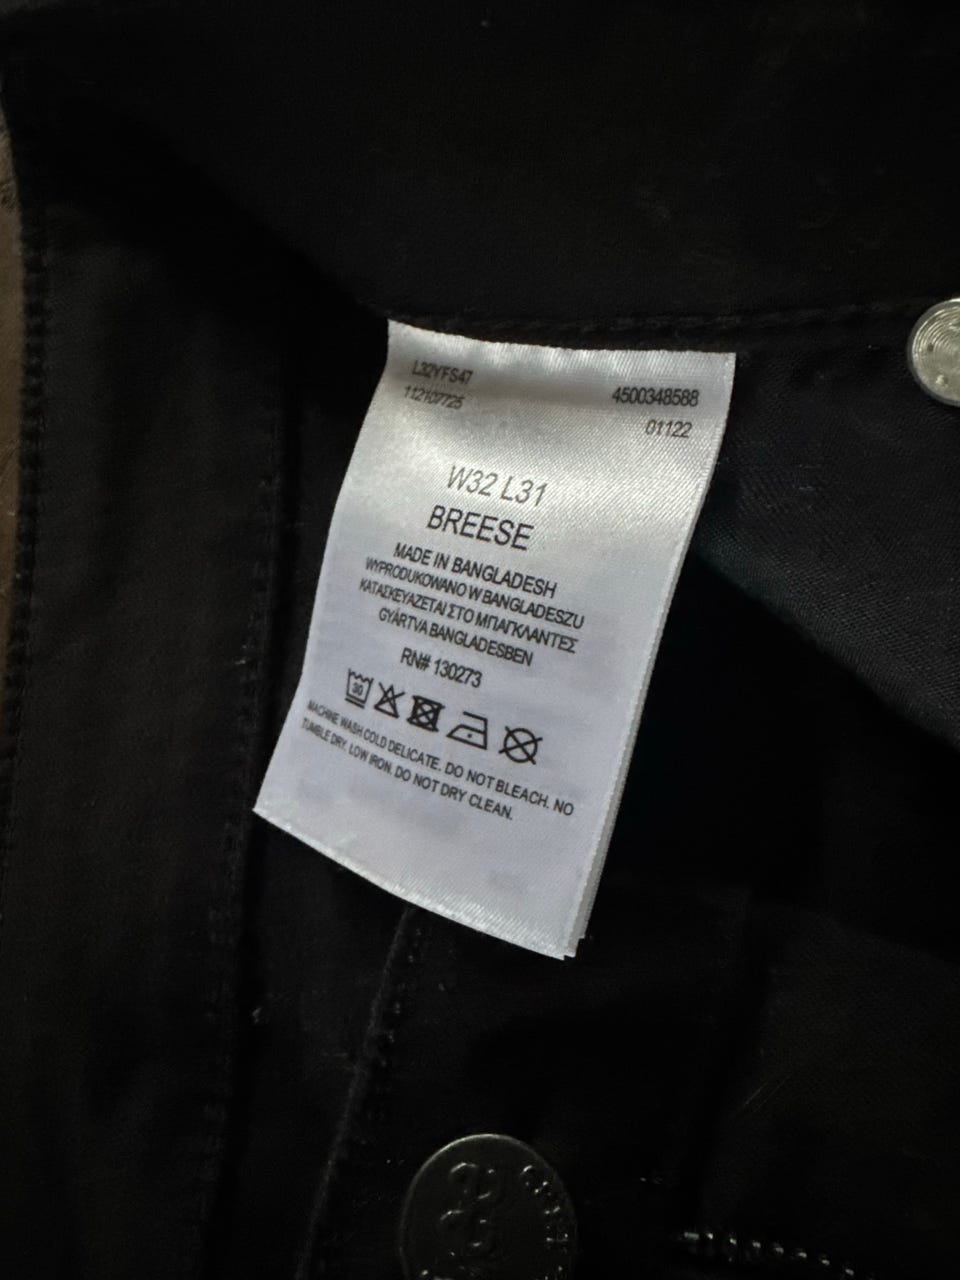 L32YFS47
112107725
4500348588
01122
W32 L31
BREESE
MADE IN BANGLADESH
WYPRODUKOWANO W BANGLADESZU
ΚΑΤΑΣΚΕΥΑΖΕΤΑΙ ΣΤΟ ΜΠΑΓΚΛΑΝΤΕΣ
GYÁRTVA BANGLADESBEN
RN# 130273
30
MACHINE WASH COLD DELICATE. DO NOT BLEACH. NO
TUMBLE DRY. LOW IRON. DO NOT DRY CLEAN.